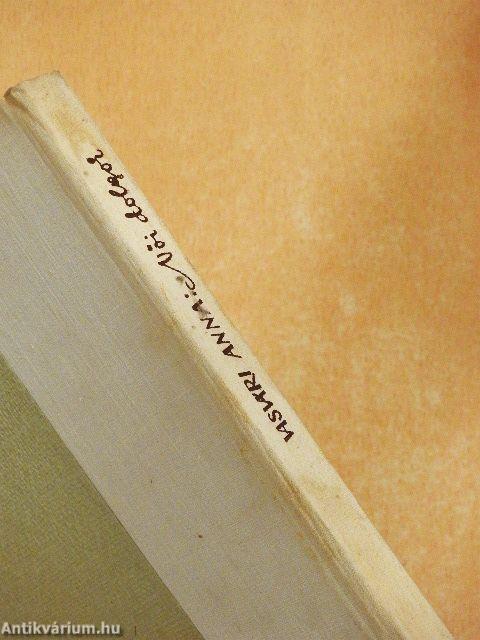 VASVÁRI ANNA: Női dolgok
Antikvárium.hu